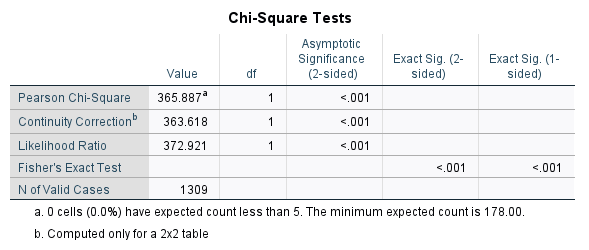 Chi-Square Tests
Value df Asymptotic Significance (2-sided) Exact Sig. (2-sided) Exact Sig. (1-sided)
Pearson Chi-Square 365.887a 1 <.001
Continuity Correctionb 363.618 1 <.001
Likelihood Ratio 372.921 1 <.001
Fisher's Exact Test <.001 <.001
N of Valid Cases 1309
a. 0 cells (0.0%) have expected count less than 5. The minimum expected count is 178.00.
b. Computed only for a 2x2 table